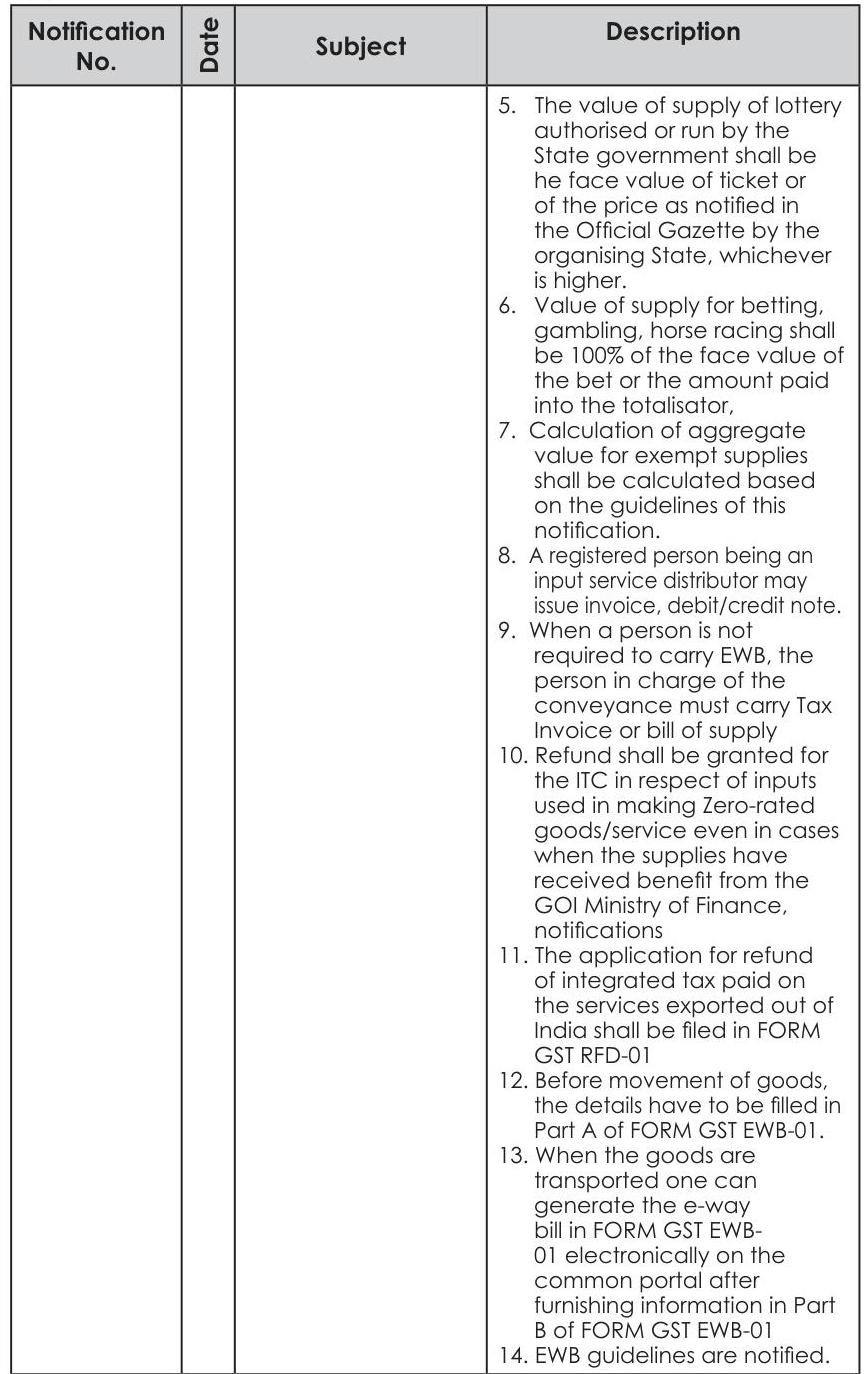 Notification No.
Date
Subject
Description
5. The value of supply of lottery
authorised or run by the
State government shall be
he face value of ticket or
of the price as notified in
the Official Gazette by the
organising State, whichever
is higher.
6. Value of supply for betting,
gambling, horse racing shall
be 100% of the face value of
the bet or the amount paid
into the totalisator,
7. Calculation of aggregate
value for exempt supplies
shall be calculated based
on the guidelines of this
notification.
8. A registered person being an
input service distributor may
issue invoice, debit/credit note.
9. When a person is not
required to carry EWB, the
person in charge of the
conveyance must carry Tax
Invoice or bill of supply
10. Refund shall be granted for
the ITC in respect of inputs
used in making Zero-rated
goods/service even in cases
when the supplies have
received benefit from the
GOI Ministry of Finance,
notifications
11. The application for refund
of integrated tax paid on
the services exported out of
India shall be filed in FORM
GST RFD-01
12. Before movement of goods,
the details have to be filled in
Part A of FORM GST EWB-01.
13. When the goods are
transported one can
generate the e-way
bill in FORM GST EWB-
01 electronically on the
common portal after
furnishing information in Part
B of FORM GST EWB-01
14. EWB guidelines are notified.